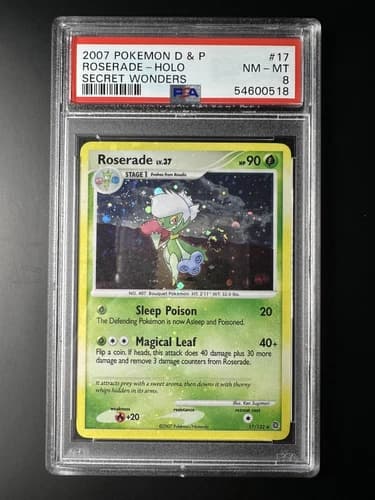 2007 POKEMON D & P #17
ROSERADE - HOLO NM - MT
SECRET WONDERS 8
PSA 54600518
Roserade LV.37 HP 90
STAGE 1 Evolves from Roselia
NO. 407 Bouquet Pokémon HT: 2'11" WT: 32.0 lbs.
Sleep Poison 20
The Defending Pokémon is now Asleep and Poisoned.
Magical Leaf 40+
Flip a coin. If heads, this attack does 40 damage plus 30 more
and remove 3 damage counters from Roserade.
It attracts prey with a sweet aroma, then downs it with thorny
whips hidden in its arms.
Illus. Ken Sugimori
weakness resistance retreat cost
+20
©2007 Pokémon/Nintendo 17/132